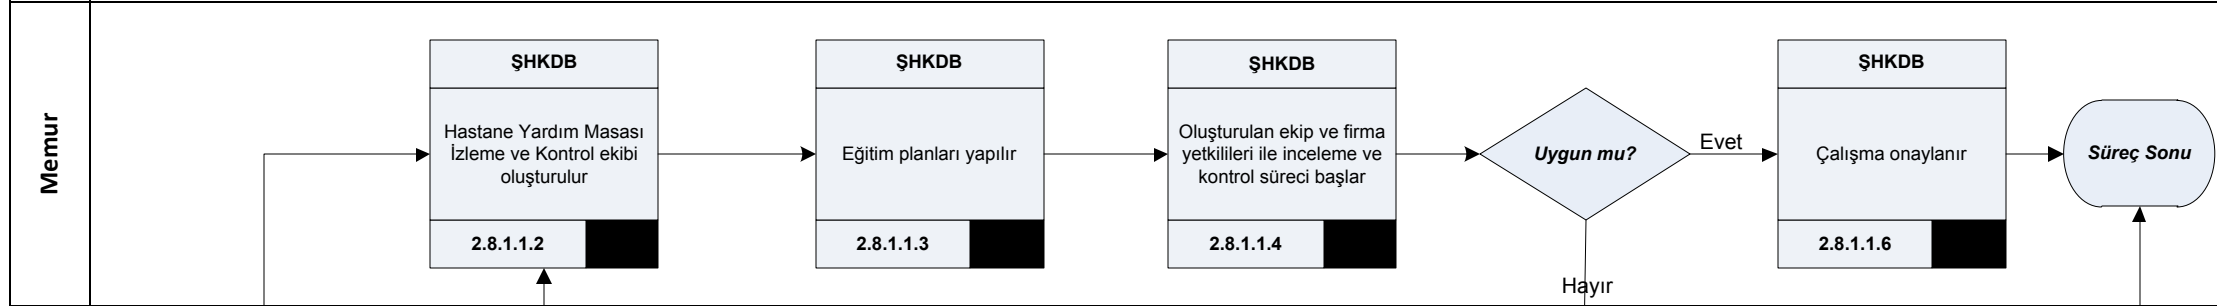 Memur
ŞHKDB
Hastane Yardım Masası
İzleme ve Kontrol ekibi
oluşturulur
2.8.1.1.2
ŞHKDB
Eğitim planları yapılır
2.8.1.1.3
ŞHKDB
Oluşturulan ekip ve firma
yetkilileri ile inceleme ve
kontrol süreci başlar
2.8.1.1.4
Uygun mu?
Evet
Hayır
ŞHKDB
Çalışma onaylanır
2.8.1.1.6
Süreç Sonu